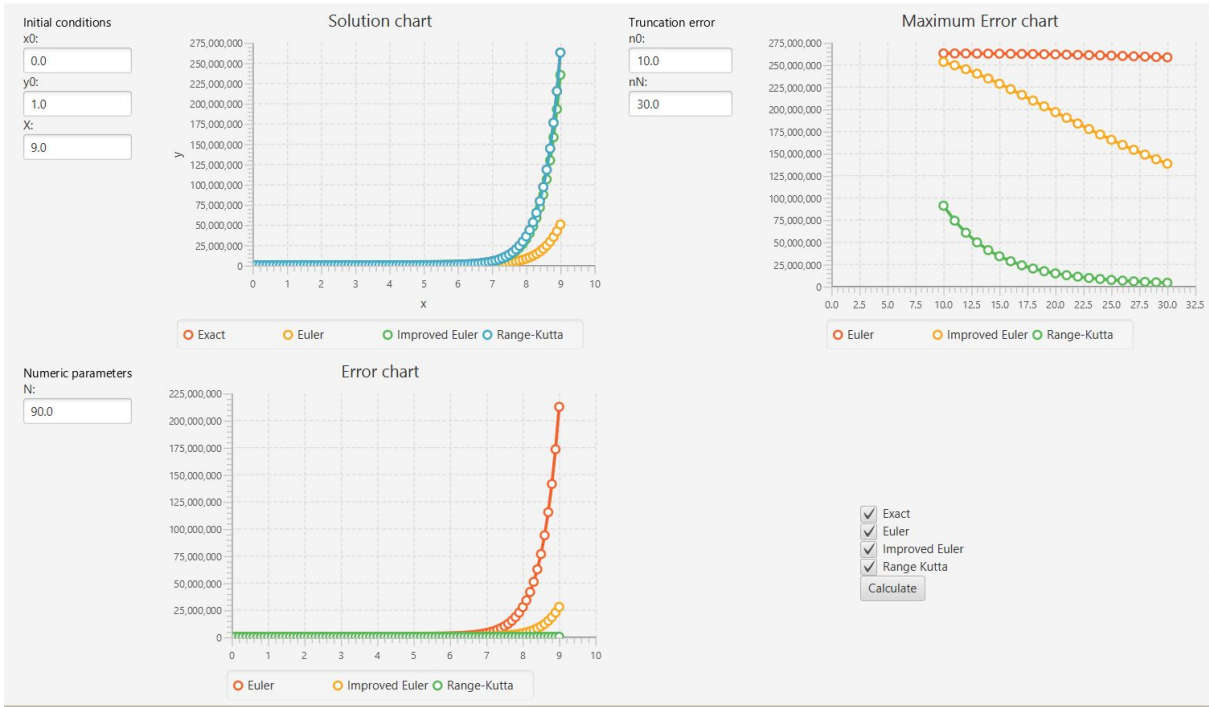 Initial conditions
x0:
0.0
y0:
1.0
X:
9.0
Solution chart
275,000,000
250,000,000
225,000,000
200,000,000
175,000,000
150,000,000
125,000,000
100,000,000
75,000,000
50,000,000
25,000,000
0
y
0 1 2 3 4 5 6 7 8 9 10
x
Exact Euler Improved Euler Range-Kutta
Truncation error
n0:
10.0
nN:
30.0
Maximum Error chart
275,000,000
250,000,000
225,000,000
200,000,000
175,000,000
150,000,000
125,000,000
100,000,000
75,000,000
50,000,000
25,000,000
0
0.0 2.5 5.0 7.5 10.0 12.5 15.0 17.5 20.0 22.5 25.0 27.5 30.0 32.5
Euler Improved Euler Range-Kutta
Numeric parameters
N:
90.0
Error chart
225,000,000
200,000,000
175,000,000
150,000,000
125,000,000
100,000,000
75,000,000
50,000,000
25,000,000
0
0 1 2 3 4 5 6 7 8 9 10
Euler Improved Euler Range-Kutta
Exact
Euler
Improved Euler
Range Kutta
Calculate